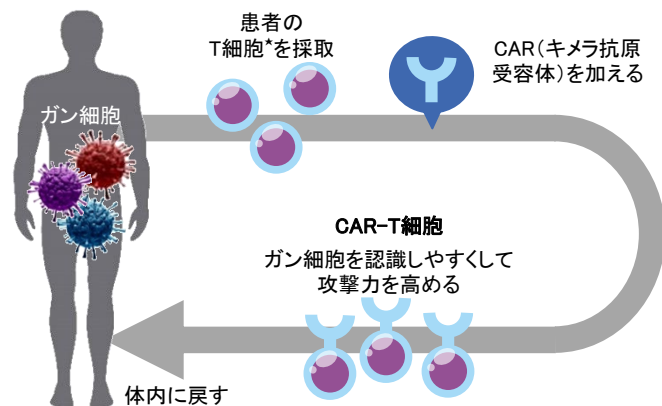 患者の
T細胞*を採取
CAR（キメラ抗原
受容体）を加える
ガン細胞
CAR-T細胞
ガン細胞を認識しやすくして
攻撃力を高める
体内に戻す